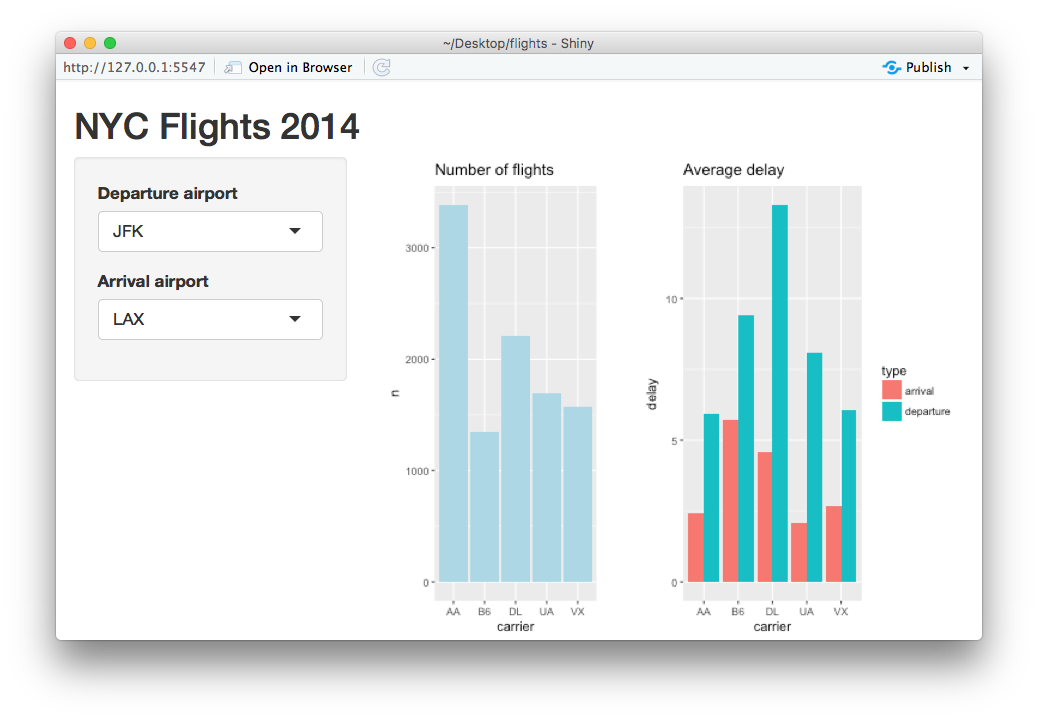 ~/Desktop/flights - Shiny
http://127.0.0.1:5547 Open in Browser Publish
NYC Flights 2014
Departure airport
JFK
Arrival airport
LAX
Number of flights
n
3000
2000
1000
0
AA B6 DL UA VX
carrier
Average delay
delay
10
5
0
AA B6 DL UA VX
carrier
type
arrival
departure